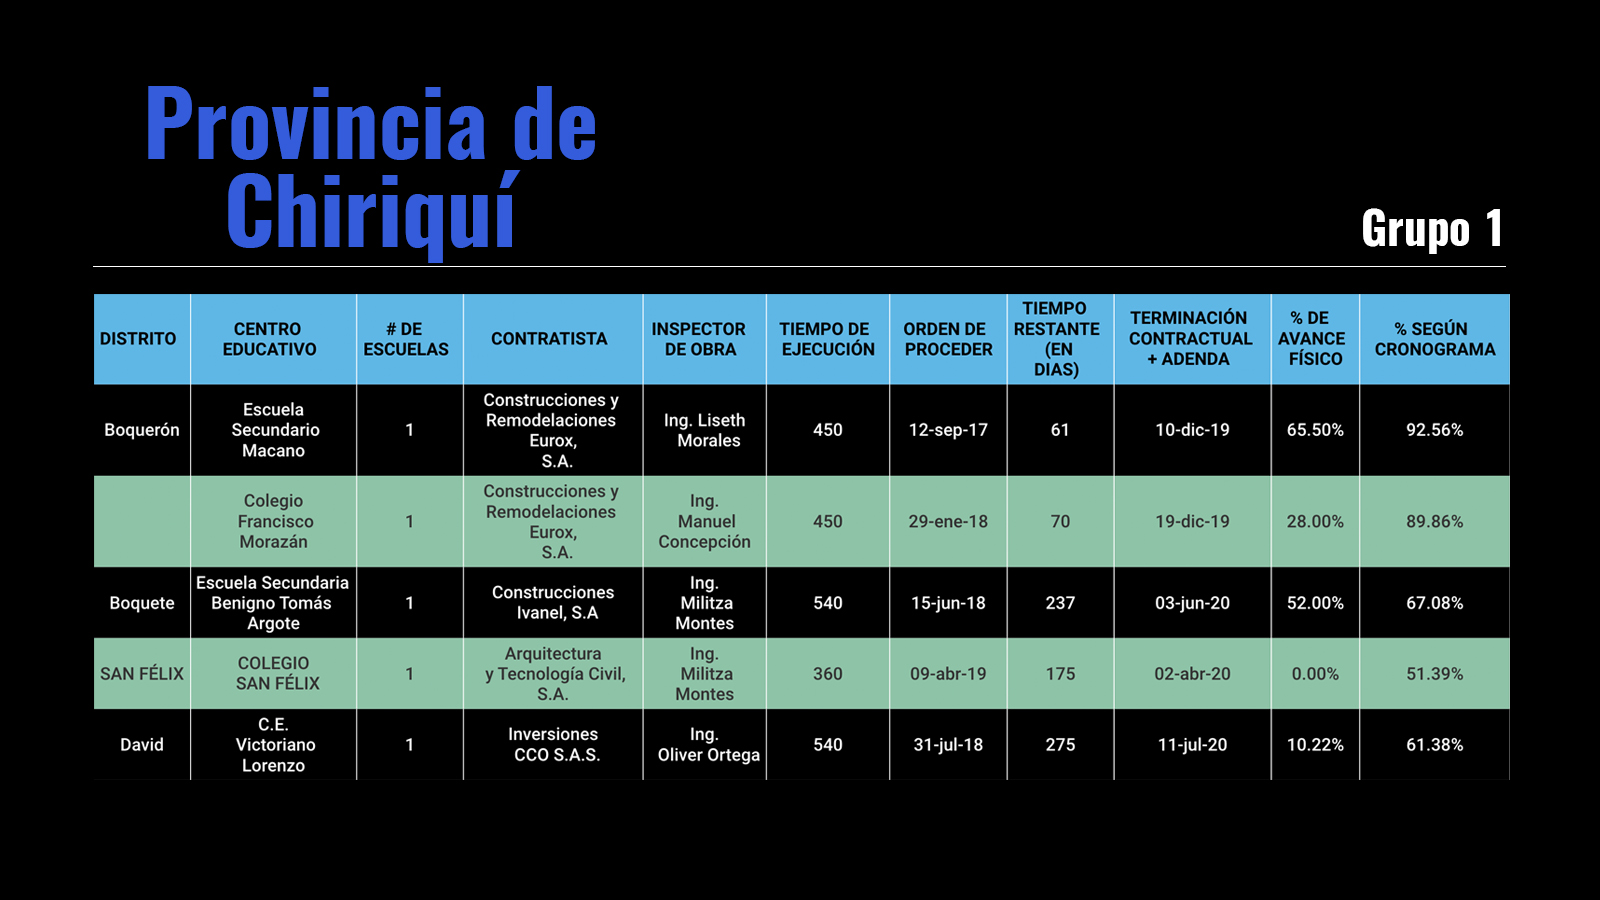 Provincia de
Chiriquí
Grupo 1
DISTRITO
CENTRO
EDUCATIVO
# DE
ESCUELAS
CONTRATISTA
INSPECTOR
DE OBRA
TIEMPO DE
EJECUCIÓN
ORDEN DE
PROCEDER
TIEMPO
RESTANTE
(EN
DIAS)
TERMINACIÓN
CONTRACTUAL
+ ADENDA
% DE
AVANCE
FÍSICO
% SEGÚN
CRONOGRAMA
Boquerón
Escuela
Secundario
Macano
1
Construcciones y
Remodelaciones
Eurox,
S.A.
Ing. Liseth
Morales
450
12-sep-17
61
10-dic-19
65.50%
92.56%
Colegio
Francisco
Morazán
1
Construcciones y
Remodelaciones
Eurox,
S.A.
Ing.
Manuel
Concepción
450
29-ene-18
70
19-dic-19
28.00%
89.86%
Boquete
Escuela Secundaria
Benigno Tomás
Argote
1
Construcciones
Ivanel, S.A
Ing.
Militza
Montes
540
15-jun-18
237
03-jun-20
52.00%
67.08%
SAN FÉLIX
COLEGIO
SAN FÉLIX
1
Arquitectura
y Tecnología Civil,
S.A.
Ing.
Militza
Montes
360
09-abr-19
175
02-abr-20
0.00%
51.39%
David
C.E.
Victoriano
Lorenzo
1
Inversiones
CCO S.A.S.
Ing.
Oliver Ortega
540
31-jul-18
275
11-jul-20
10.22%
61.38%